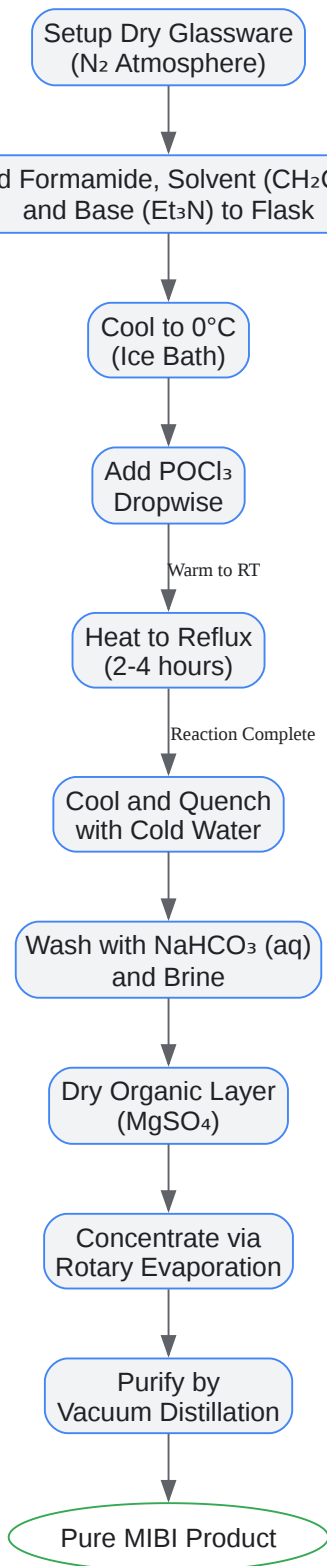 Setup Dry Glassware
(N₂ Atmosphere)
Formamide, Solvent
and Base (Et₃N) to Flask
Cool to 0°C
(Ice Bath)
Add POCl₃
Dropwise
Warm to RT
Heat to Reflux
(2-4 hours)
Reaction Complete
Cool and Quench
with Cold Water
Wash with NaHCO₃ (aq)
and Brine
Dry Organic Layer
(MgSO₄)
Concentrate via
Rotary Evaporation
Purify by
Vacuum Distillation
Pure MIBI Product